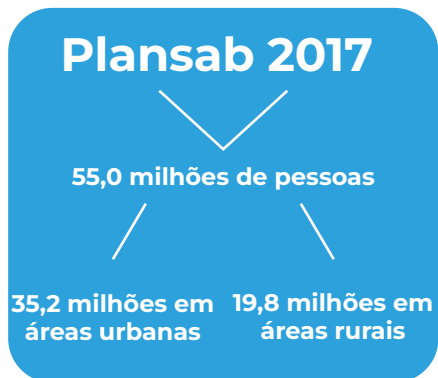 Plansab 2017
55,0 milhões de pessoas
35,2 milhões em
áreas urbanas
19,8 milhões em
áreas rurais